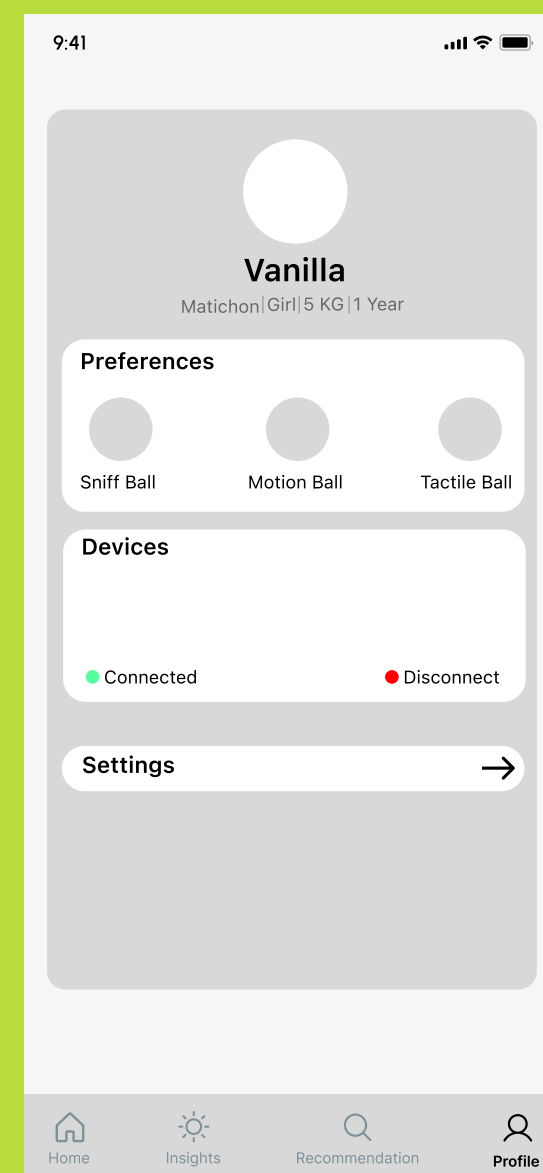 9:41
Vanilla
Matichon|Girl|5 KG|1 Year
Preferences
Sniff Ball Motion Ball Tactile Ball
Devices
Connected Disconnect
Settings
Home Insights Recommendation Profile